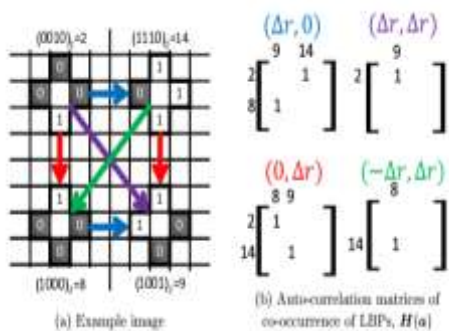 (0010)₂=2 (1110)₂=14
0 1
0 0 0 1
1 1
1 1
0 0 1 0
0 0
(1000)₂=8 (1001)₂=9
(a) Example image
(Δr, 0) (Δr, Δr)
9 14 9
2 1 2 1
8 1
(0, Δr) (−Δr, Δr)
8 9 8
2 1
14 1 14 1
(b) Auto-correlation matrices of
co-occurrence of LBPs, H(a)